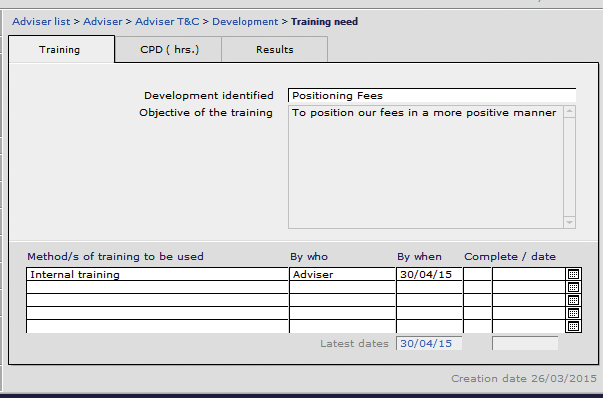 Adviser list > Adviser > Adviser T&C > Development > Training need
Training CPD ( hrs.) Results
Development identified Positioning Fees
Objective of the training To position our fees in a more positive manner
Method/s of training to be used By who By when Complete / date
Internal training Adviser 30/04/15
Latest dates 30/04/15
Creation date 26/03/2015